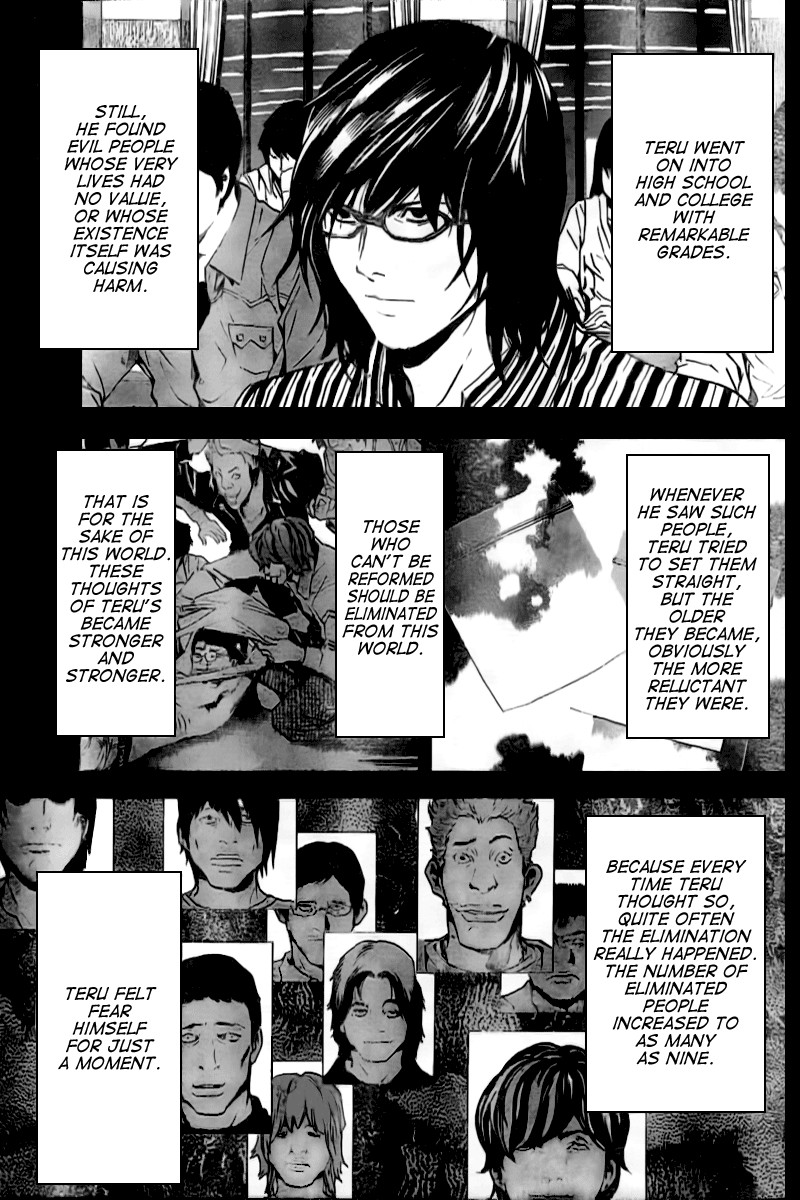 TERU WENT
ON INTO
HIGH SCHOOL
AND COLLEGE
WITH
REMARKABLE
GRADES.
STILL,
HE FOUND
EVIL PEOPLE
WHOSE VERY
LIVES HAD
NO VALUE,
OR WHOSE
EXISTENCE
ITSELF WAS
CAUSING
HARM.
WHENEVER
HE SAW SUCH
PEOPLE,
TERU TRIED
TO SET THEM
STRAIGHT,
BUT THE
OLDER
THEY BECAME,
OBVIOUSLY
THE MORE
RELUCTANT
THEY WERE.
THOSE
WHO
CAN'T BE
REFORMED
SHOULD BE
ELIMINATED
FROM THIS
WORLD.
THAT IS
FOR THE
SAKE OF
THIS WORLD.
THESE
THOUGHTS
OF TERU'S
BECAME
STRONGER
AND
STRONGER.
BECAUSE EVERY
TIME TERU
THOUGHT SO,
QUITE OFTEN
THE ELIMINATION
REALLY HAPPENED.
THE NUMBER OF
ELIMINATED
PEOPLE
INCREASED TO
AS MANY
AS NINE.
TERU FELT
FEAR
HIMSELF
FOR JUST
A MOMENT.